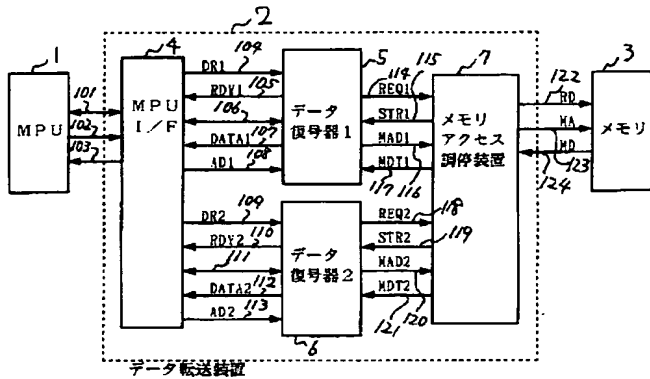 2
1
4
5
7
3
MPU
101
102
103
MPU
I/F
DR1
104
RDY1
105
106
DATA1
107
AD1
108
データ
復号器1
REQ1
114
115
STR1
MAD1
116
MDT1
117
メモリ
アクセス
調停装置
RD
122
MA
123
MD
124
メモリ
DR2
109
RDY2
110
111
DATA2
112
AD2
113
データ
復号器2
6
REQ2
118
STR2
119
MAD2
120
MDT2
121
データ転送装置